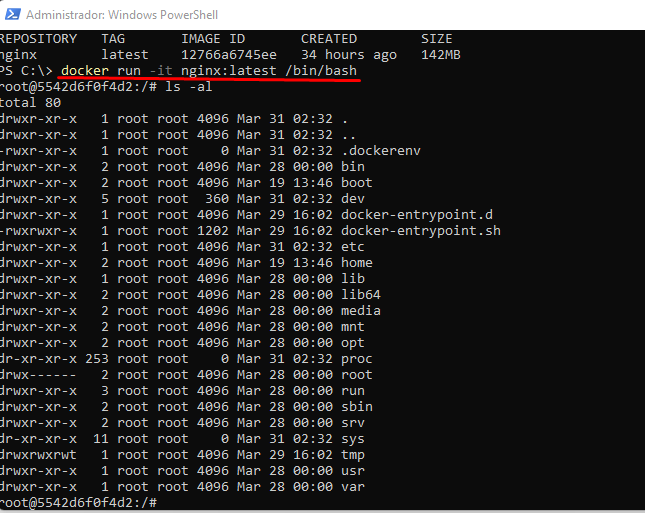 Administrador: Windows PowerShell
REPOSITORY TAG IMAGE ID CREATED SIZE
nginx latest 12766a6745ee 34 hours ago 142MB
PS C:\> docker run -it nginx:latest /bin/bash
root@5542d6f0f4d2:/# ls -al
total 80
drwxr-xr-x 1 root root 4096 Mar 31 02:32 .
drwxr-xr-x 1 root root 4096 Mar 31 02:32 ..
-rwxr-xr-x 1 root root 0 Mar 31 02:32 .dockerenv
drwxr-xr-x 2 root root 4096 Mar 28 00:00 bin
drwxr-xr-x 2 root root 4096 Mar 19 13:46 boot
drwxr-xr-x 5 root root 360 Mar 31 02:32 dev
drwxr-xr-x 1 root root 4096 Mar 29 16:02 docker-entrypoint.d
-rwxrwxr-x 1 root root 1202 Mar 29 16:02 docker-entrypoint.sh
drwxr-xr-x 1 root root 4096 Mar 31 02:32 etc
drwxr-xr-x 2 root root 4096 Mar 19 13:46 home
drwxr-xr-x 1 root root 4096 Mar 28 00:00 lib
drwxr-xr-x 2 root root 4096 Mar 28 00:00 lib64
drwxr-xr-x 2 root root 4096 Mar 28 00:00 media
drwxr-xr-x 2 root root 4096 Mar 28 00:00 mnt
drwxr-xr-x 2 root root 4096 Mar 28 00:00 opt
dr-xr-xr-x 253 root root 0 Mar 31 02:32 proc
drwx------ 2 root root 4096 Mar 28 00:00 root
drwxr-xr-x 3 root root 4096 Mar 28 00:00 run
drwxr-xr-x 2 root root 4096 Mar 28 00:00 sbin
drwxr-xr-x 2 root root 4096 Mar 28 00:00 srv
dr-xr-xr-x 11 root root 0 Mar 31 02:32 sys
drwxrwxrwt 1 root root 4096 Mar 29 16:02 tmp
drwxr-xr-x 1 root root 4096 Mar 28 00:00 usr
drwxr-xr-x 1 root root 4096 Mar 28 00:00 var
root@5542d6f0f4d2:/#